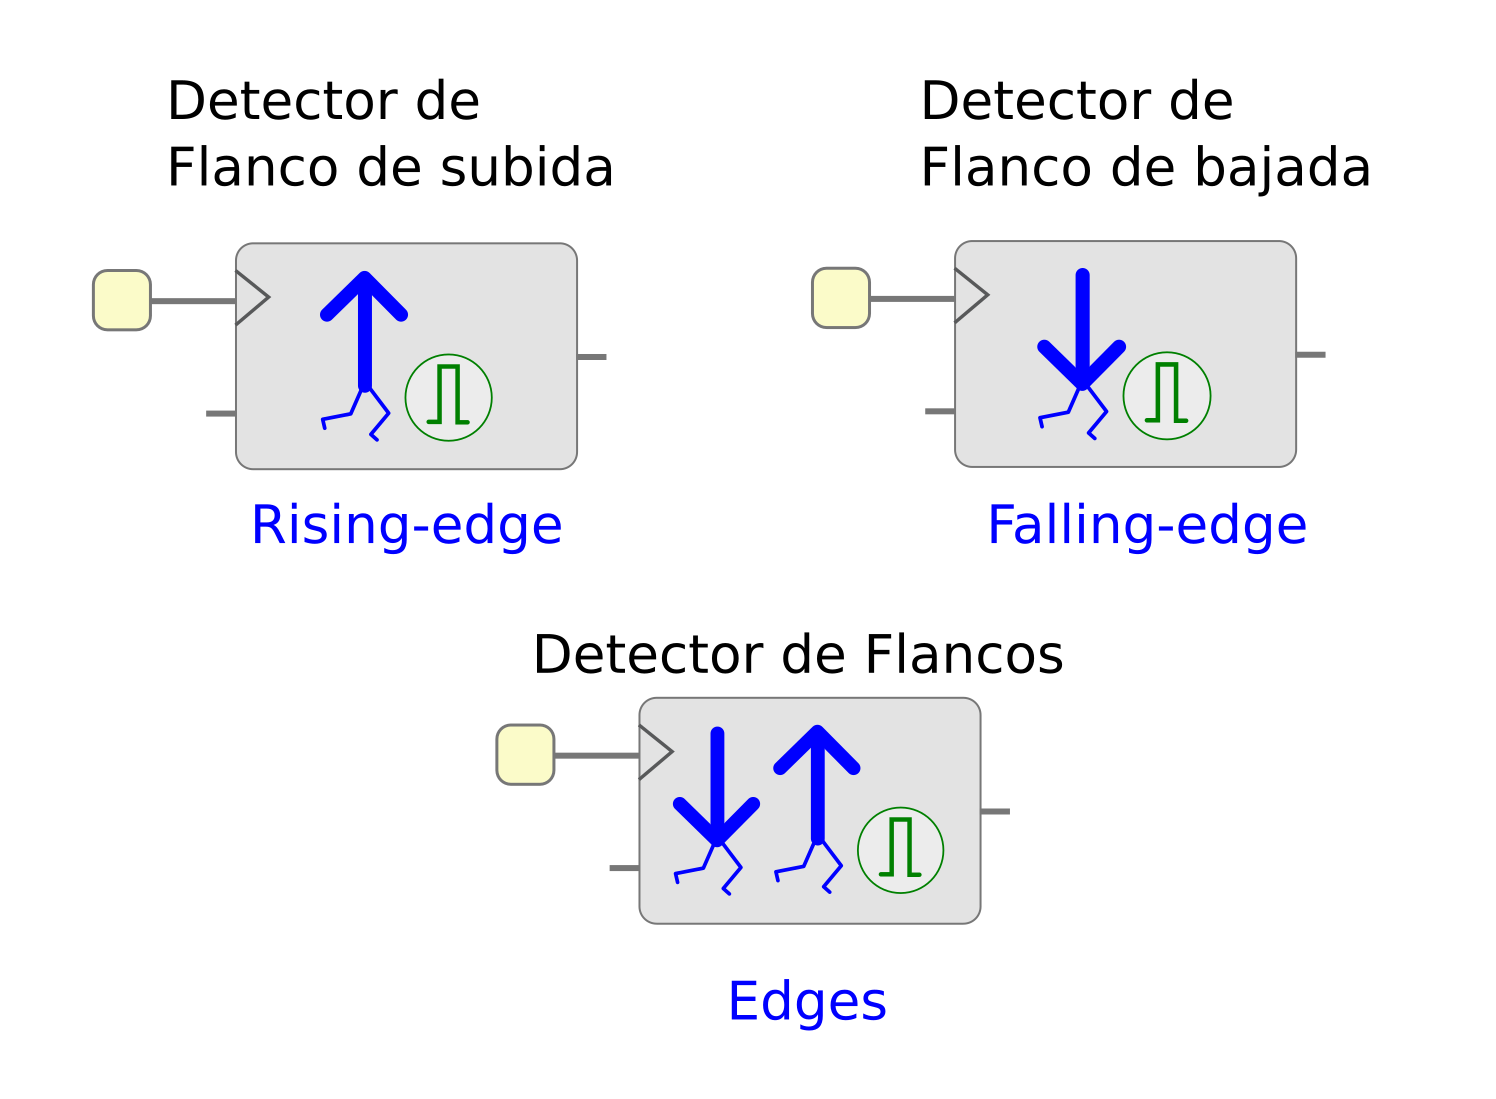 Detector de
Flanco de subida
Detector de
Flanco de bajada
Rising-edge
Falling-edge
Detector de Flancos
Edges